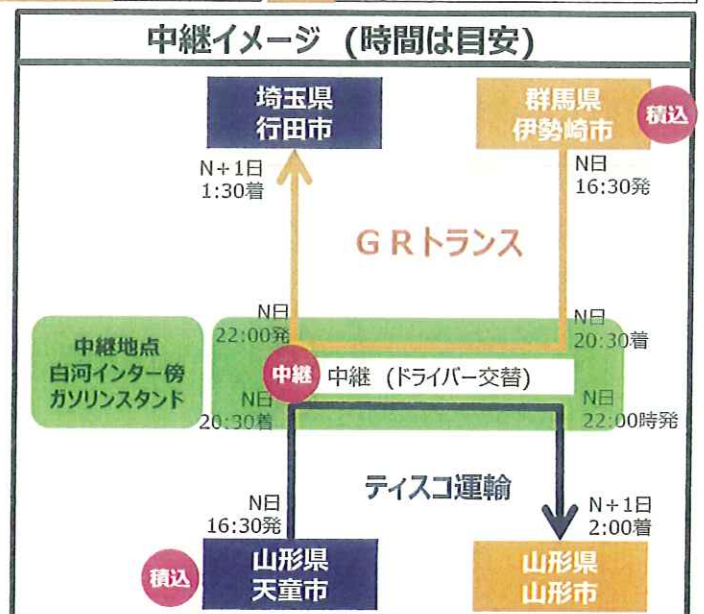 中継イメージ (時間は目安)
埼玉県
行田市
群馬県
伊勢崎市
積込
N+1日
1:30着
N日
16:30発
GRトランス
N日
22:00発
N日
20:30着
中継地点
白河インター傍
ガソリンスタンド
中継
中継 (ドライバー交替)
N日
20:30着
N日
22:00時発
ティスコ運輸
N日
16:30発
N+1日
2:00着
積込
山形県
天童市
山形県
山形市